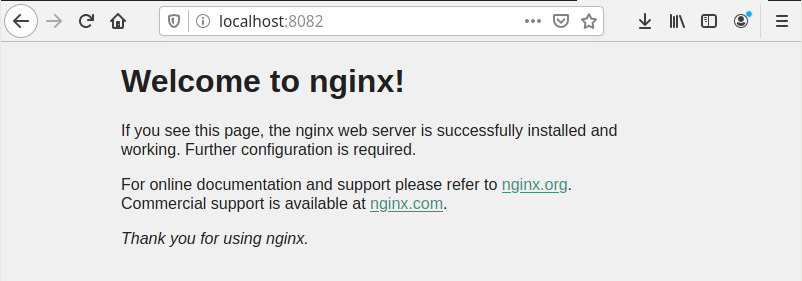 localhost:8082
Welcome to nginx!
If you see this page, the nginx web server is successfully installed and
working. Further configuration is required.
For online documentation and support please refer to nginx.org.
Commercial support is available at nginx.com.
Thank you for using nginx.